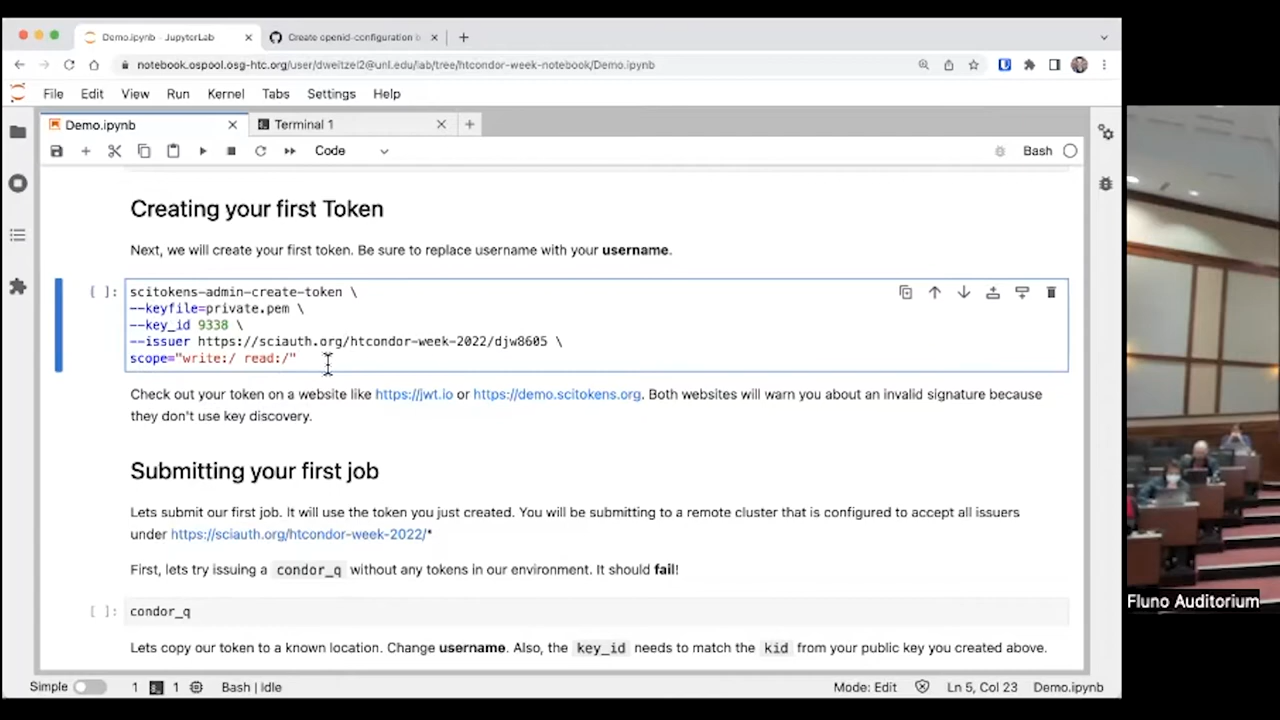 Demo.ipynb - JupyterLab
Create openid-configuration b
notebook.ospool.osg-htc.org/user/dweitzel2@unl.edu/lab/tree/htcondor-week-notebook/Demo.ipynb
File Edit View Run Kernel Tabs Settings Help
Demo.ipynb
Terminal 1
Code
Bash
Creating your first Token
Next, we will create your first token. Be sure to replace username with your username.
[ ]:
scitokens-admin-create-token \
--keyfile=private.pem \
--key_id 9338 \
--issuer https://sciauth.org/htcondor-week-2022/djw8605 \
scope="write:/ read:/"
Check out your token on a website like https://jwt.io or https://demo.scitokens.org. Both websites will warn you about an invalid signature because
they don't use key discovery.
Submitting your first job
Lets submit our first job. It will use the token you just created. You will be submitting to a remote cluster that is configured to accept all issuers
under https://sciauth.org/htcondor-week-2022/*
First, lets try issuing a condor_q without any tokens in our environment. It should fail!
[ ]:
condor_q
Lets copy our token to a known location. Change username. Also, the key_id needs to match the kid from your public key you created above.
Simple 1 1 Bash | Idle Mode: Edit Ln 5, Col 23 Demo.ipynb
Fluno Auditorium